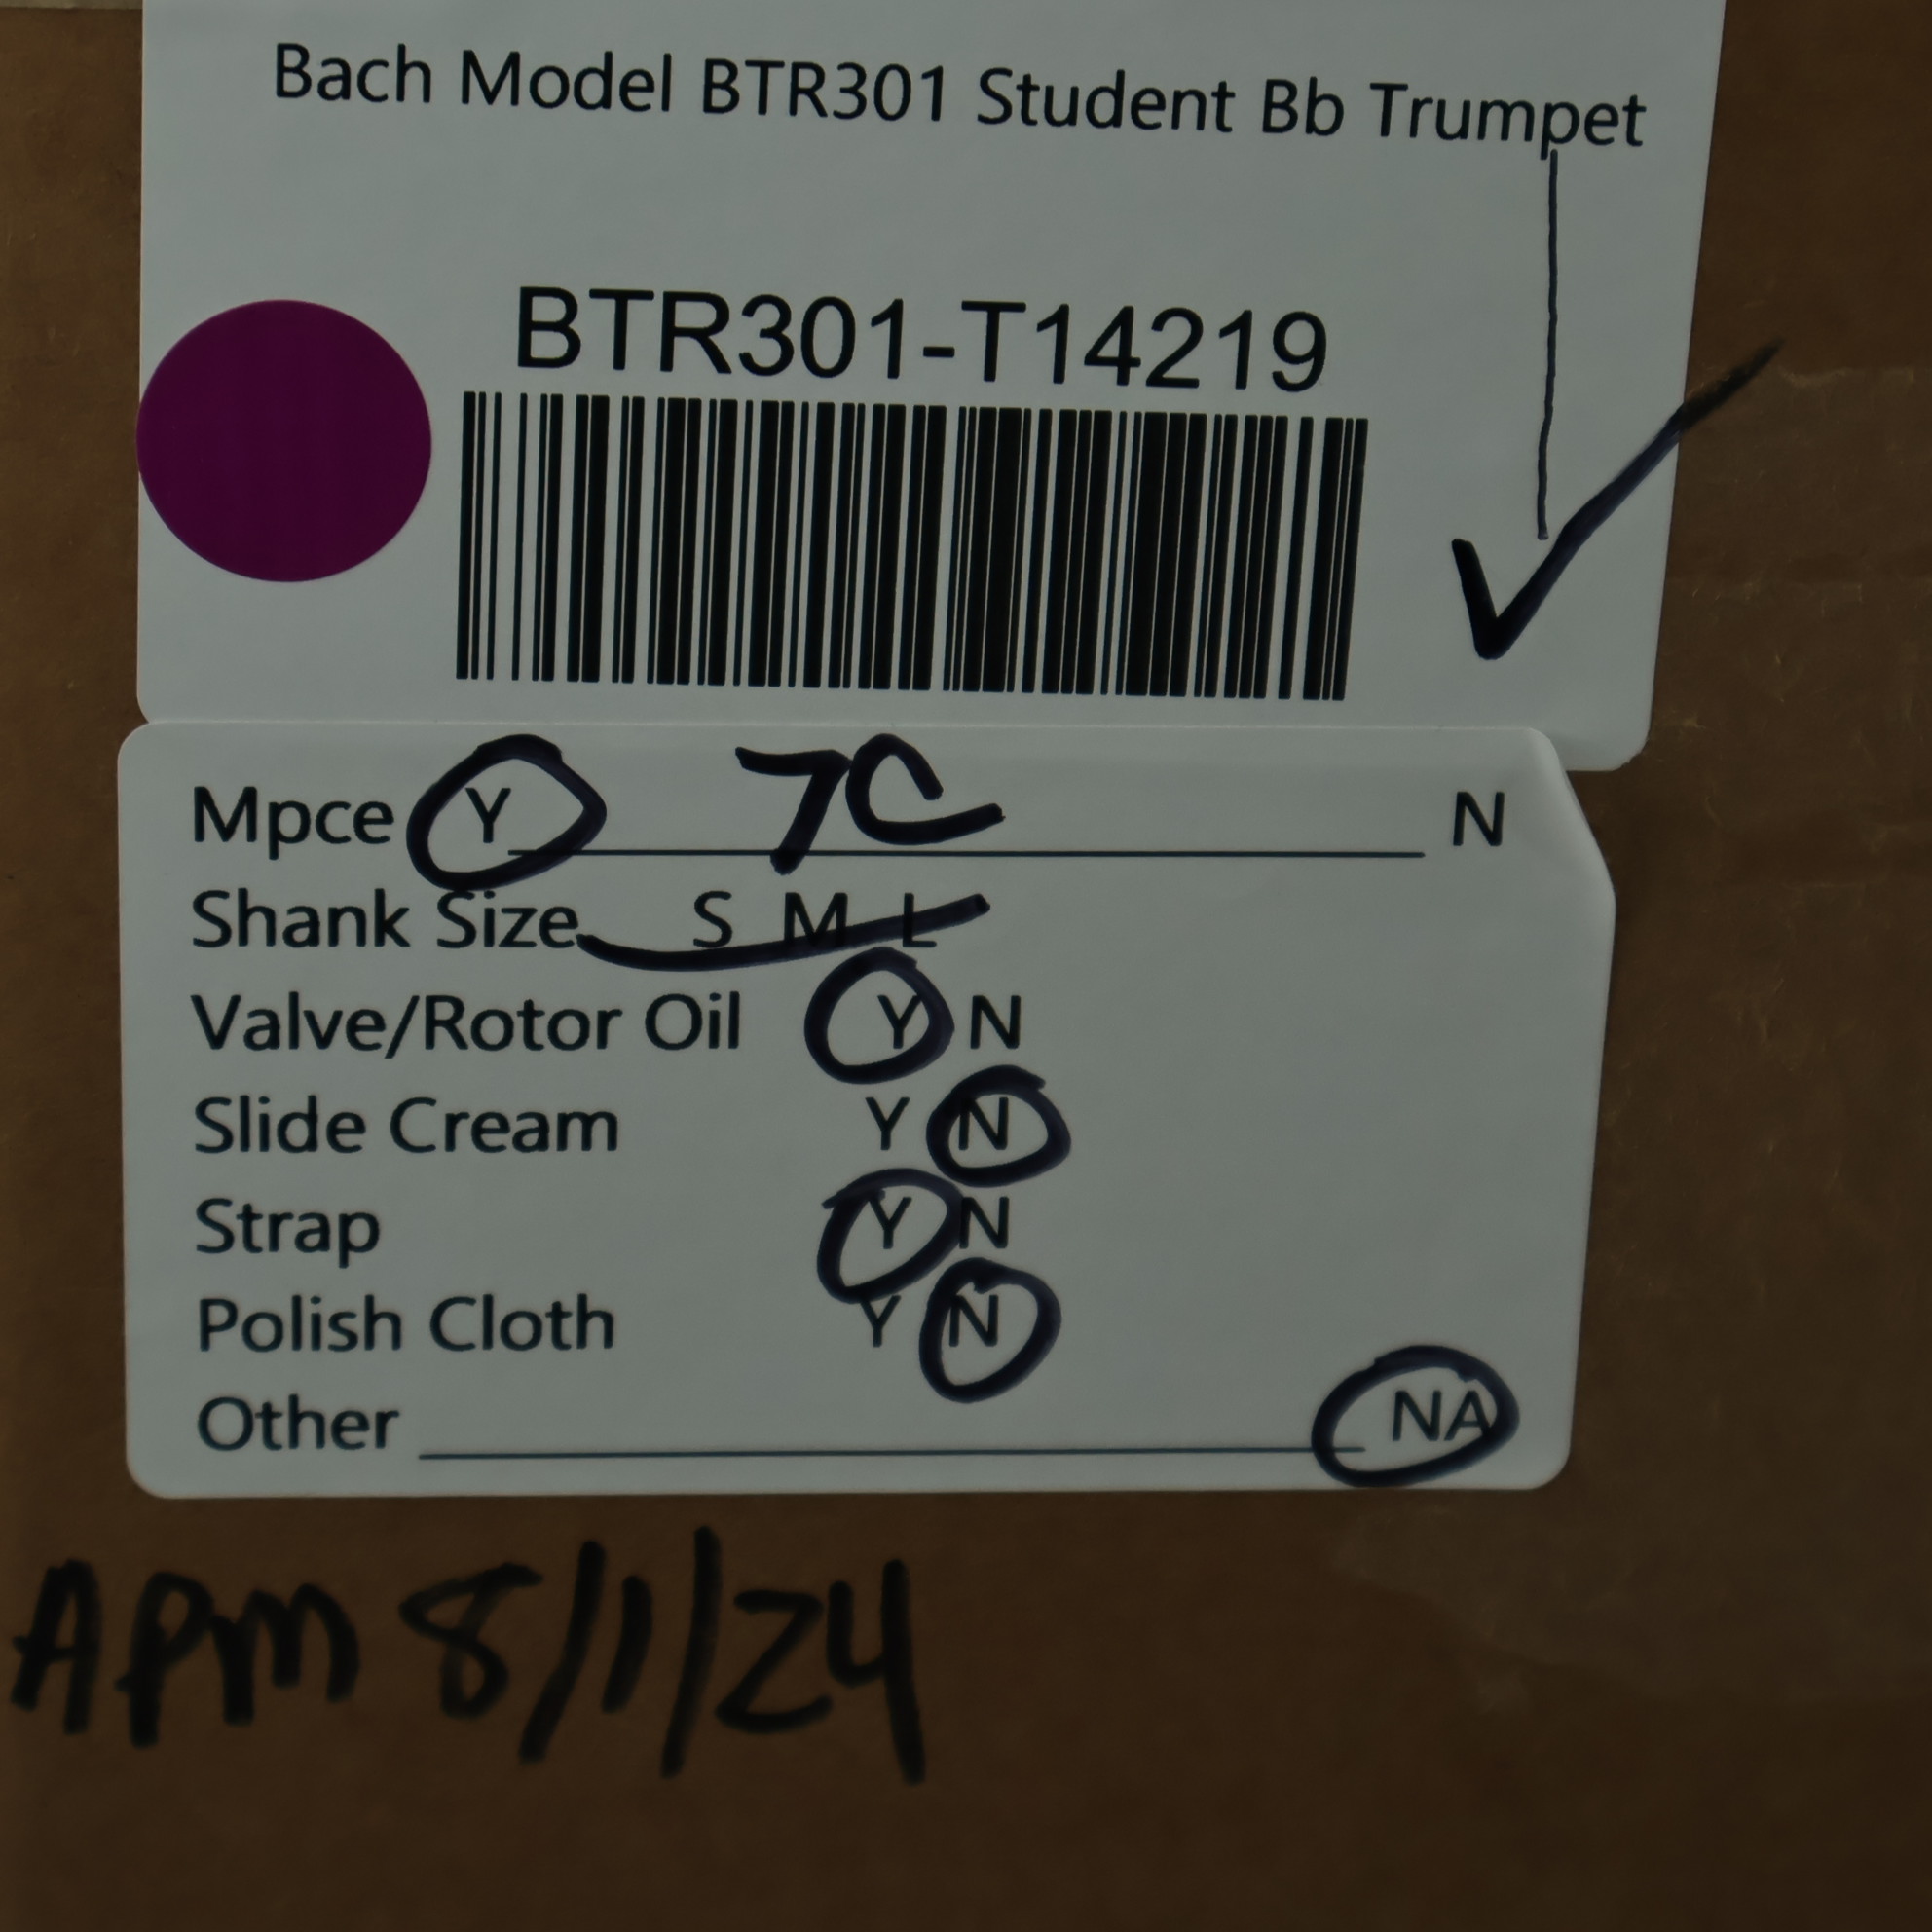 Bach Model BTR301 Student Bb Trumpet
BTR301-T14219
Mpce Y 7C N
Shank Size S M L
Valve/Rotor Oil Y N
Slide Cream Y N
Strap Y N
Polish Cloth Y N
Other NA
APM 8/1/24